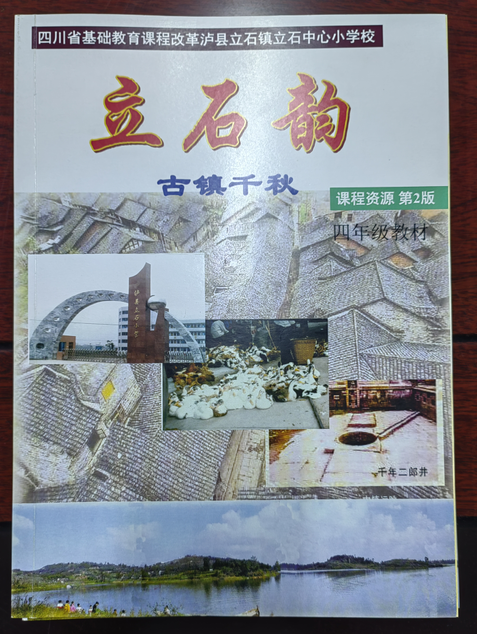 四川省基础教育课程改革泸县立石镇立石中心小学校
立石韵
古镇千秋
课程资源 第2版
四年级教材
千年二郎井